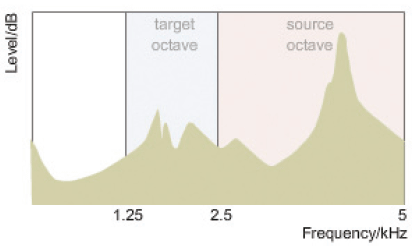 target
octave
source
octave
Level/dB
1.25
2.5
5
Frequency/kHz